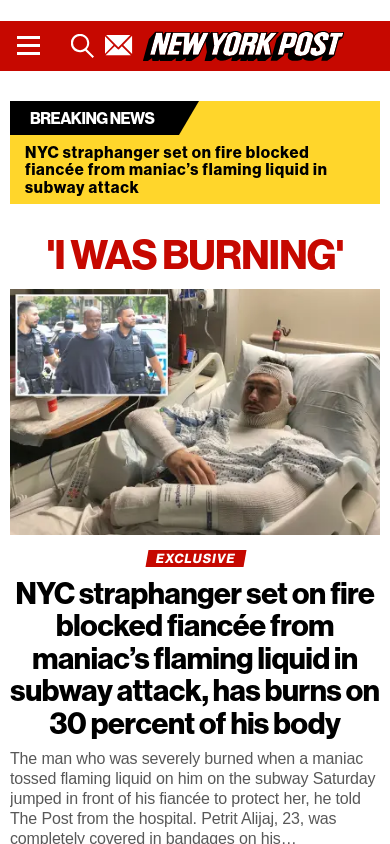 NEW YORK POST
BREAKING NEWS
NYC straphanger set on fire blocked
fiancée from maniac’s flaming liquid in
subway attack
'I WAS BURNING'
EXCLUSIVE
NYC straphanger set on fire
blocked fiancée from
maniac’s flaming liquid in
subway attack, has burns on
30 percent of his body
The man who was severely burned when a maniac
tossed flaming liquid on him on the subway Saturday
jumped in front of his fiancée to protect her, he told
The Post from the hospital. Petrit Alijaj, 23, was
completely covered in bandages on his…